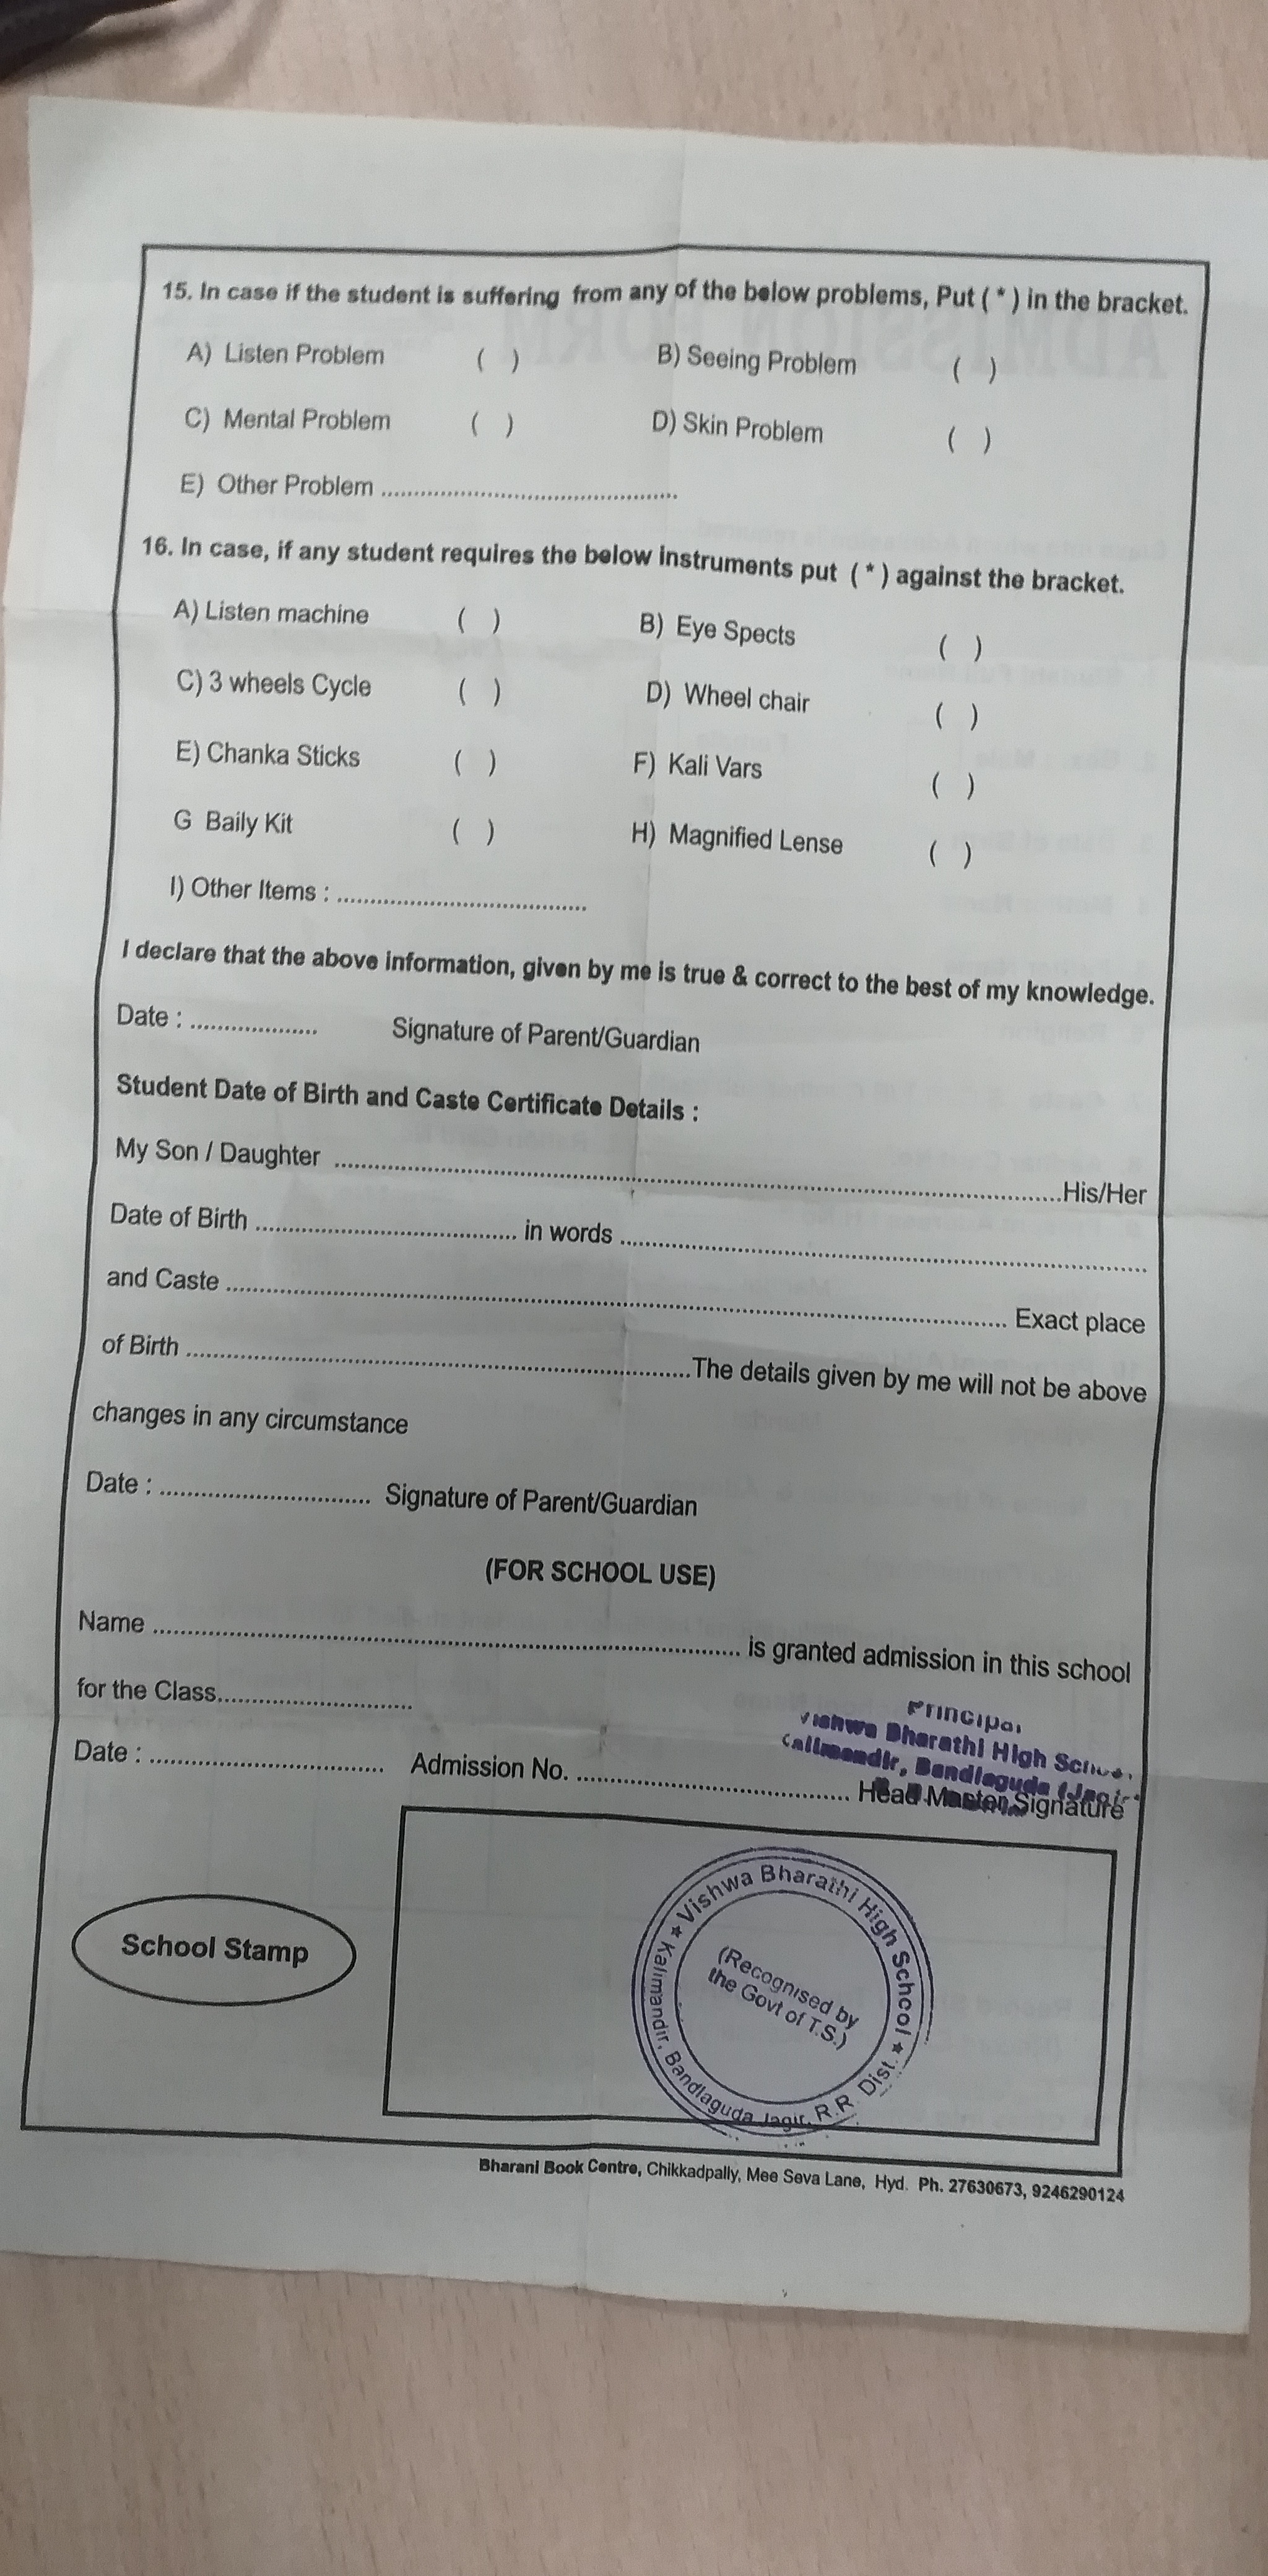 15. In case if the student is suffering from any of the below problems, Put ( * ) in the bracket.
A) Listen Problem ( ) B) Seeing Problem ( )
C) Mental Problem ( ) D) Skin Problem ( )
E) Other Problem ..............................................
16. In case, if any student requires the below instruments put ( * ) against the bracket.
A) Listen machine ( ) B) Eye Spects ( )
C) 3 wheels Cycle ( ) D) Wheel chair ( )
E) Chanka Sticks ( ) F) Kali Vars ( )
G Baily Kit ( ) H) Magnified Lense ( )
I) Other Items : ......................................
I declare that the above information, given by me is true & correct to the best of my knowledge.
Date : ................... Signature of Parent/Guardian
Student Date of Birth and Caste Certificate Details :
My Son / Daughter ..............................................................................................................His/Her
Date of Birth ....................................... in words ................................................................................
and Caste ...................................................................................................................... Exact place
of Birth ............................................................................The details given by me will not be above
changes in any circumstance
Date : ................................ Signature of Parent/Guardian
(FOR SCHOOL USE)
Name ......................................................................................... is granted admission in this school
for the Class.............................
Principal
Vishwa Bharathi High School
Kalimandir, Bandlaguda (Jagir)
Date : ................................... Admission No. ......................................... Head Master Signature
School Stamp
★ Vishwa Bharathi High School ★
Kalimandir, Bandlaguda Jagir, R.R. Dist.
(Recognised by
the Govt of T.S.)
Bharani Book Centre, Chikkadpally, Mee Seva Lane, Hyd. Ph. 27630673, 9246290124